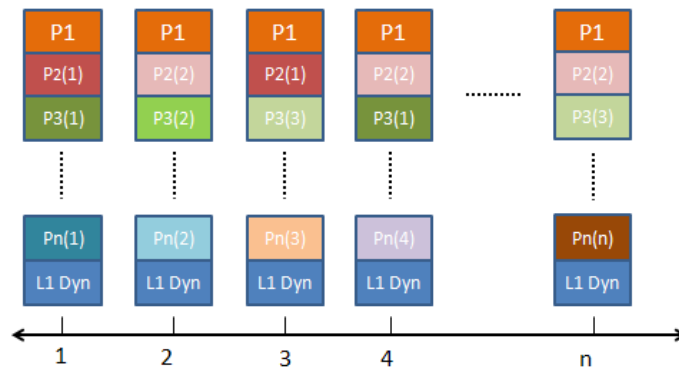 P1 P1 P1 P1 P1
P2(1) P2(2) P2(1) P2(2) P2(2)
P3(1) P3(2) P3(3) P3(1) P3(3)
Pn(1) Pn(2) Pn(3) Pn(4) Pn(n)
L1 Dyn L1 Dyn L1 Dyn L1 Dyn L1 Dyn
1 2 3 4 n